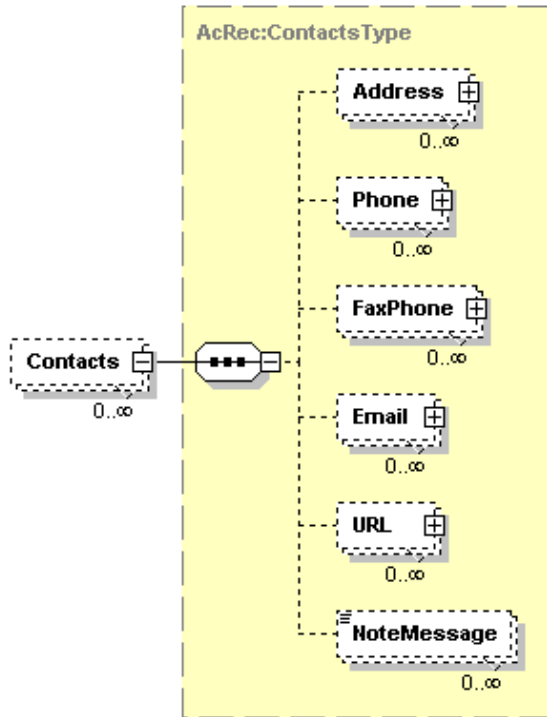 AcRec:ContactsType
Address
0..∞
Phone
0..∞
FaxPhone
0..∞
Contacts
0..∞
Email
0..∞
URL
0..∞
NoteMessage
0..∞